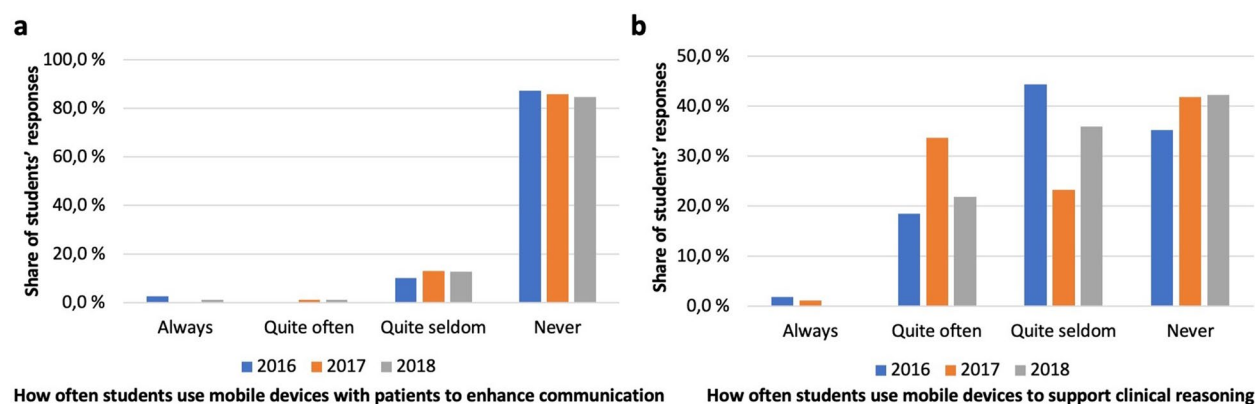 a
Share of students' responses
100,0 %
80,0 %
60,0 %
40,0 %
20,0 %
0,0 %
Always Quite often Quite seldom Never
2016 2017 2018
How often students use mobile devices with patients to enhance communication
b
Share of students' responses
50,0 %
40,0 %
30,0 %
20,0 %
10,0 %
0,0 %
Always Quite often Quite seldom Never
2016 2017 2018
How often students use mobile devices to support clinical reasoning